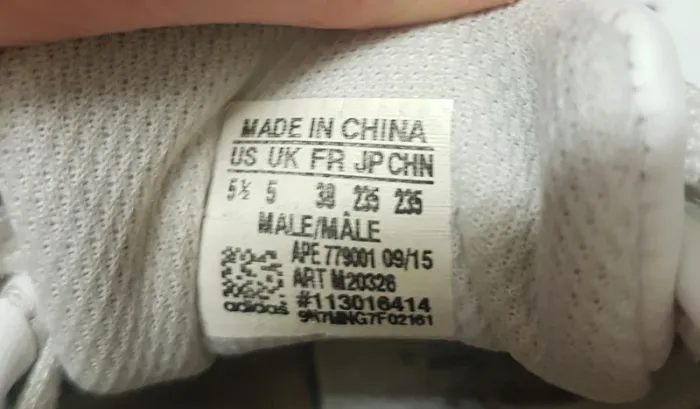 MADE IN CHINA
US UK FR JP CHN
5½ 5 38 235 235
MALE/MÂLE
APE 779001 09/15
ART M20326
#113016414
adidas
9N7MNG7F02161